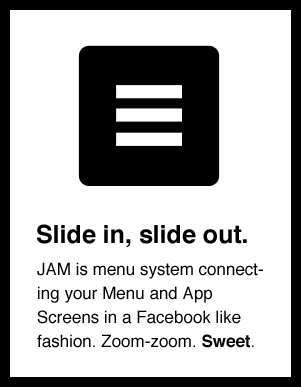 Slide in, slide out.
JAM is menu system connect-
ing your Menu and App
Screens in a Facebook like
fashion. Zoom-zoom. Sweet.